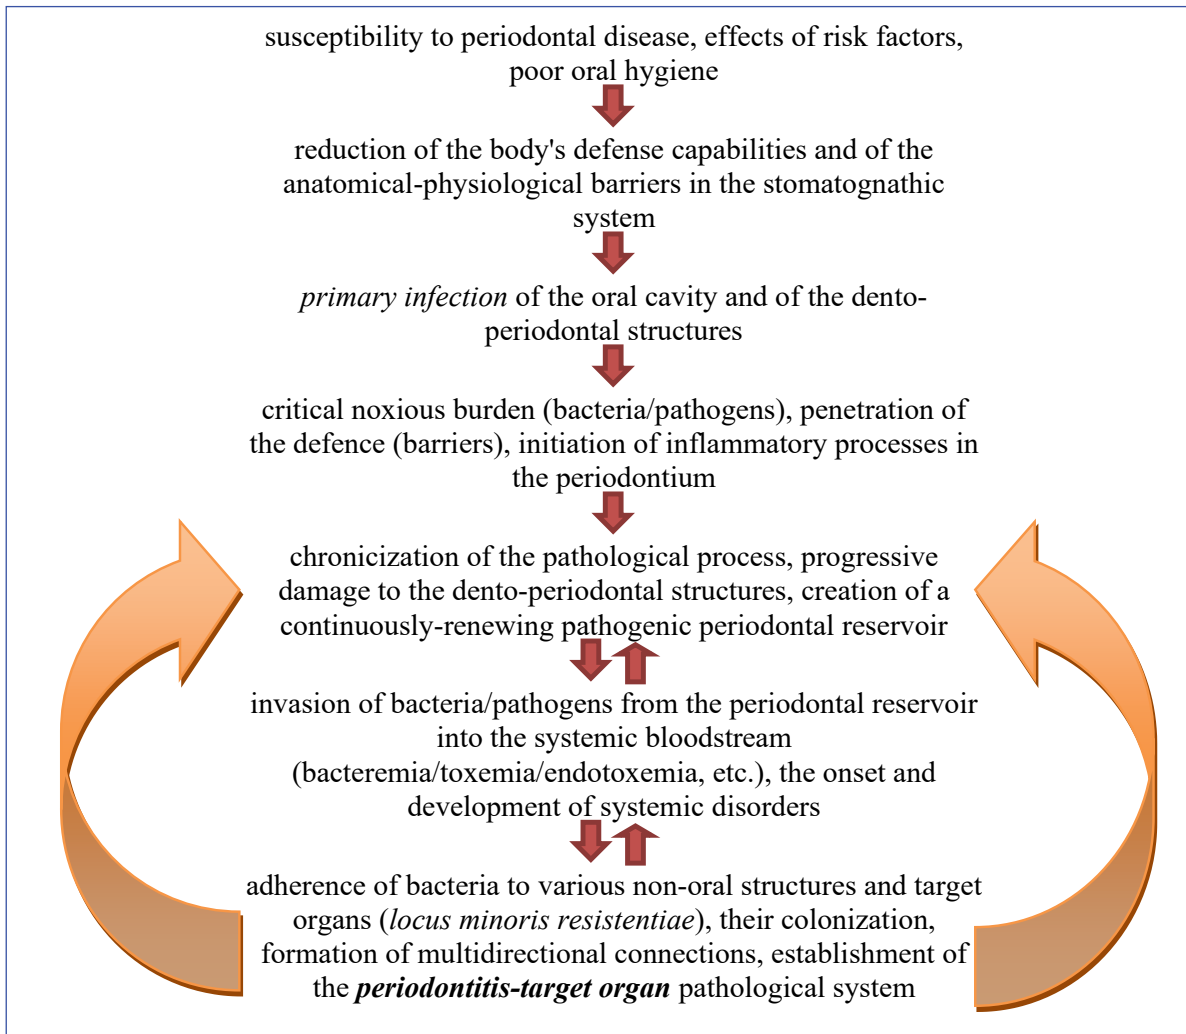 susceptibility to periodontal disease, effects of risk factors,
poor oral hygiene
reduction of the body's defense capabilities and of the
anatomical-physiological barriers in the stomatognathic
system
primary infection of the oral cavity and of the dento-
periodontal structures
critical noxious burden (bacteria/pathogens), penetration of
the defence (barriers), initiation of inflammatory processes in
the periodontium
chronicization of the pathological process, progressive
damage to the dento-periodontal structures, creation of a
continuously-renewing pathogenic periodontal reservoir
invasion of bacteria/pathogens from the periodontal reservoir
into the systemic bloodstream
(bacteremia/toxemia/endotoxemia, etc.), the onset and
development of systemic disorders
adherence of bacteria to various non-oral structures and target
organs (locus minoris resistentiae), their colonization,
formation of multidirectional connections, establishment of
the periodontitis-target organ pathological system